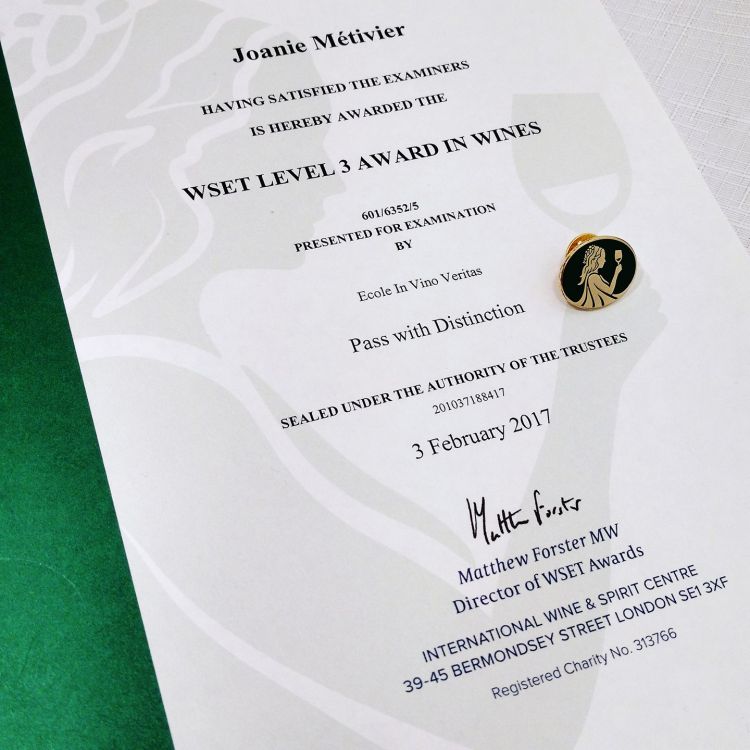 Joanie Métivier
HAVING SATISFIED THE EXAMINERS
IS HEREBY AWARDED THE
WSET LEVEL 3 AWARD IN WINES
601/6352/5
PRESENTED FOR EXAMINATION
BY
Ecole In Vino Veritas
Pass with Distinction
SEALED UNDER THE AUTHORITY OF THE TRUSTEES
201037188417
3 February 2017
Matthew Forster
Matthew Forster MW
Director of WSET Awards
INTERNATIONAL WINE & SPIRIT CENTRE
39-45 BERMONDSEY STREET LONDON SE1 3XF
Registered Charity No. 313766